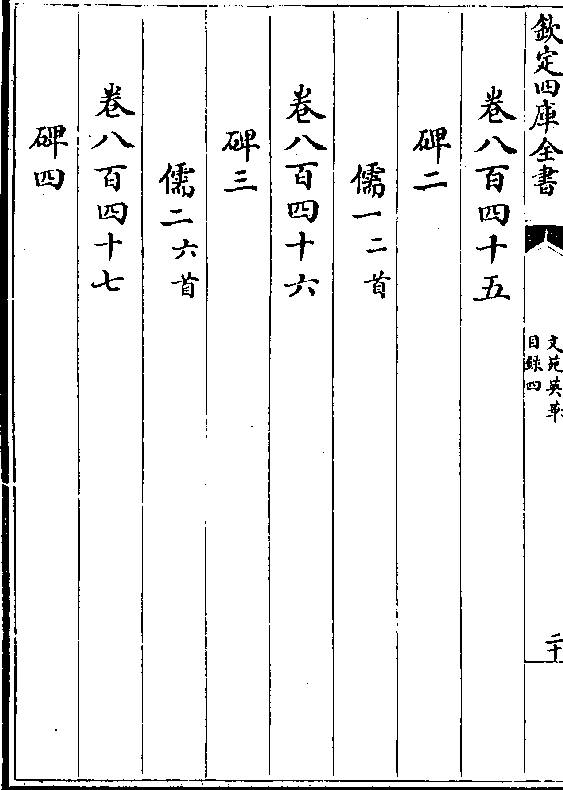 欽定四庫全書
文苑英華
目録四
二十
卷八百四十五
碑二
儒一二首
卷八百四十六
碑三
儒二六首
卷八百四十七
碑四